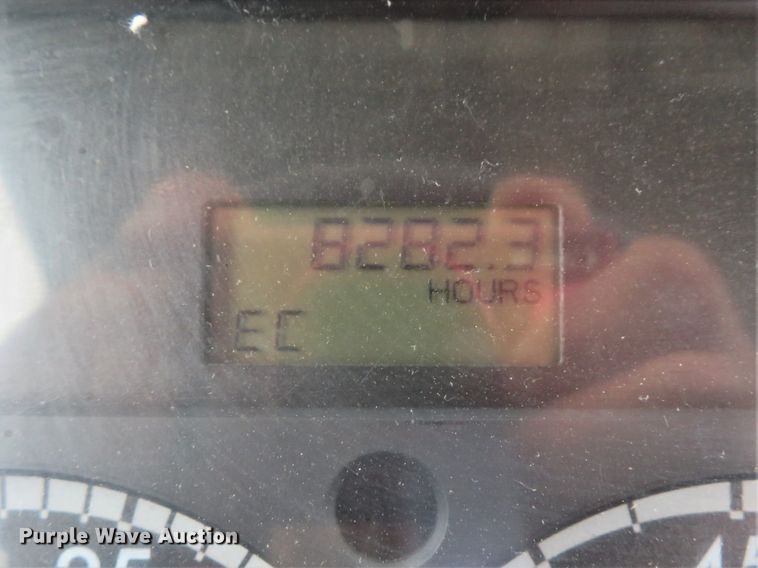 8282.3
HOURS
EC
Purple Wave Auction